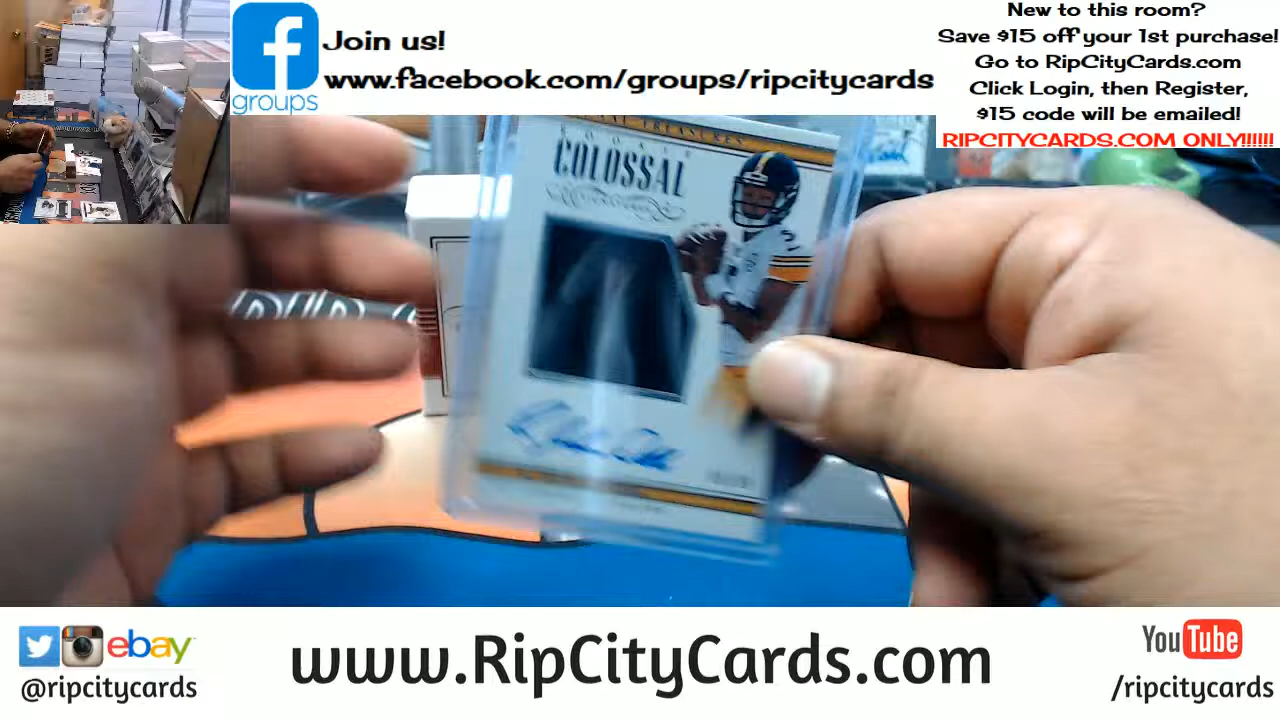 groups
Join us!
www.facebook.com/groups/ripcitycards
New to this room?
Save $15 off your 1st purchase!
Go to RipCityCards.com
Click Login, then Register,
$15 code will be emailed!
RIPCITYCARDS.COM ONLY!!!!!!
TREASURES
COLOSSAL
ebay
@ripcitycards
www.RipCityCards.com
YouTube
/ripcitycards